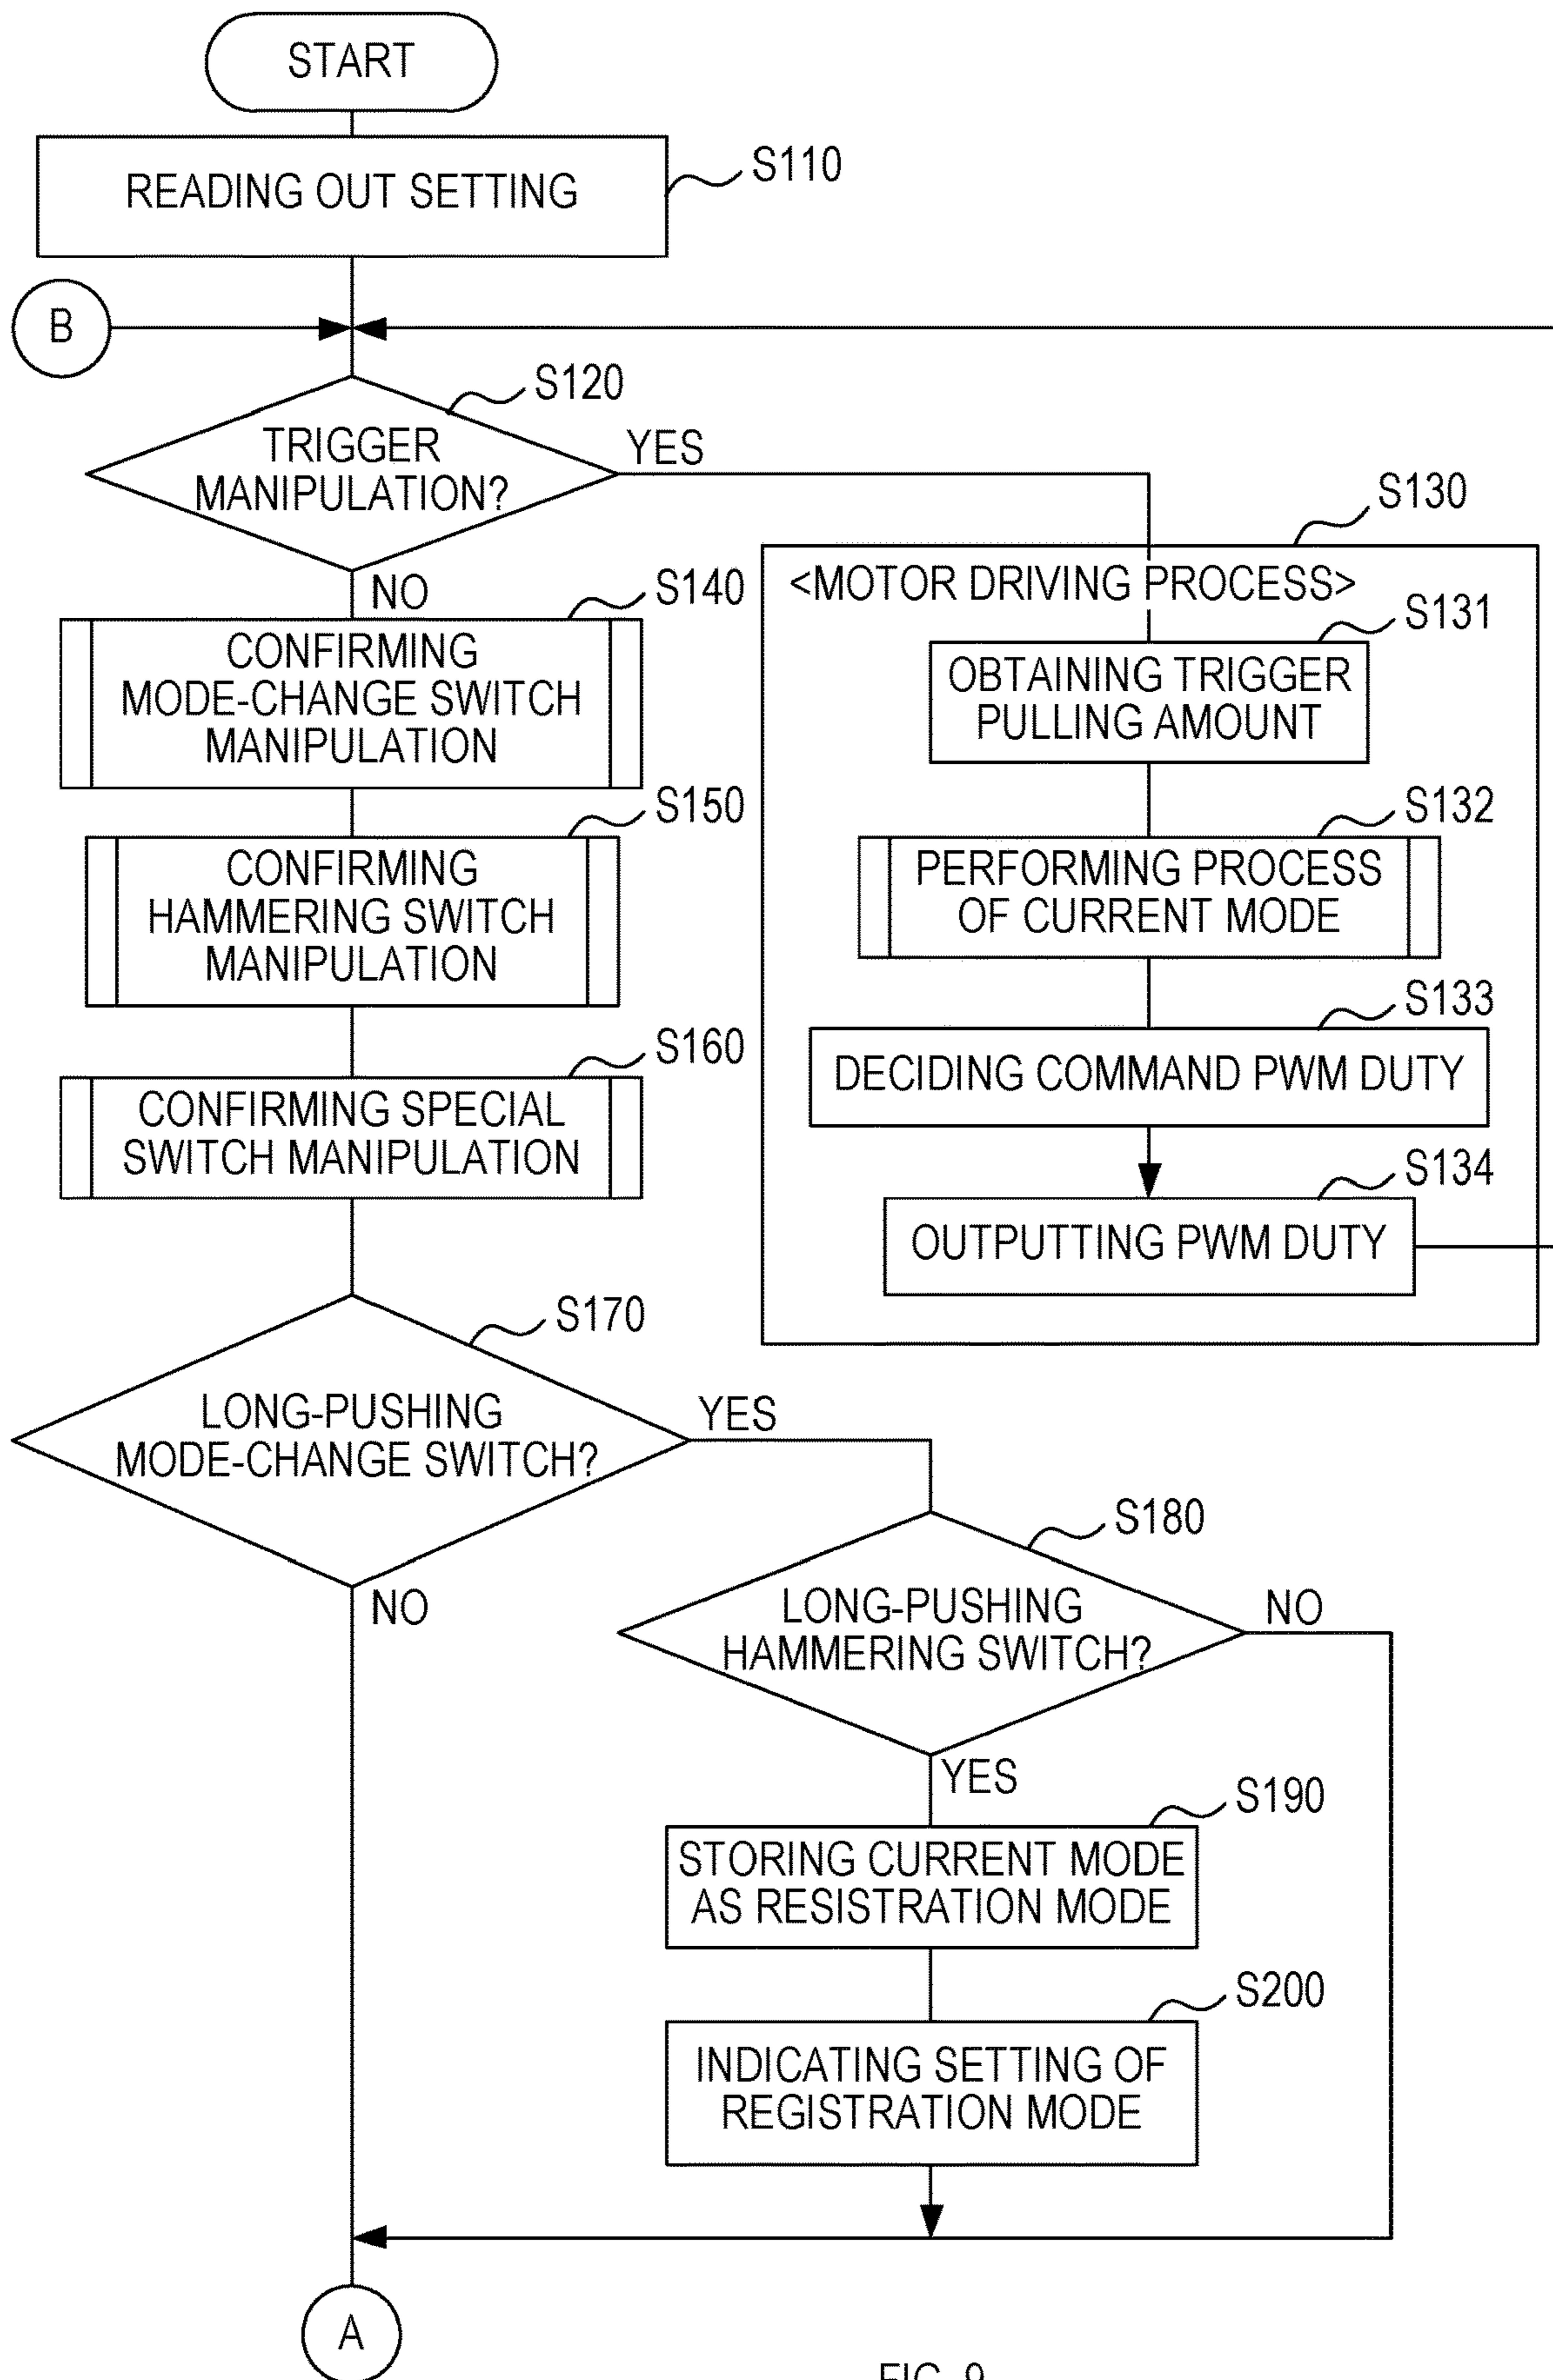 START
READING OUT SETTING
S110
B
S120
TRIGGER
MANIPULATION?
YES
NO
S130
<MOTOR DRIVING PROCESS>
S131
OBTAINING TRIGGER
PULLING AMOUNT
S132
PERFORMING PROCESS
OF CURRENT MODE
S133
DECIDING COMMAND PWM DUTY
S134
OUTPUTTING PWM DUTY
S140
CONFIRMING
MODE-CHANGE SWITCH
MANIPULATION
S150
CONFIRMING
HAMMERING SWITCH
MANIPULATION
S160
CONFIRMING SPECIAL
SWITCH MANIPULATION
S170
LONG-PUSHING
MODE-CHANGE SWITCH?
YES
NO
S180
LONG-PUSHING
HAMMERING SWITCH?
NO
YES
S190
STORING CURRENT MODE
AS RESISTRATION MODE
S200
INDICATING SETTING OF
REGISTRATION MODE
A
FIG. 9